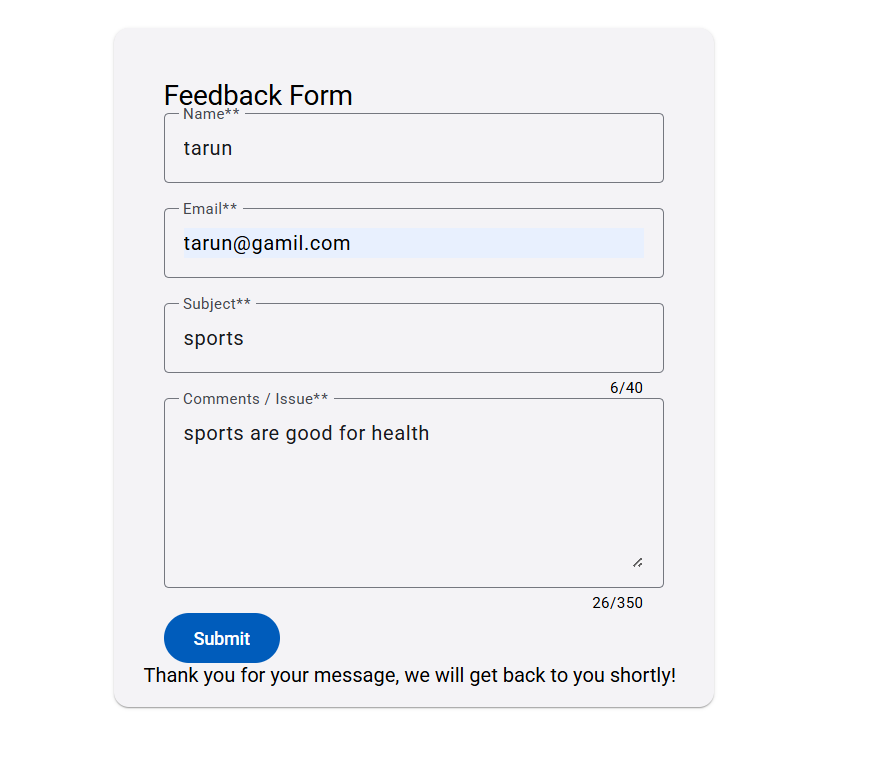 Feedback Form
Name**
tarun
Email**
tarun@gamil.com
Subject**
sports
6/40
Comments / Issue**
sports are good for health
26/350
Submit
Thank you for your message, we will get back to you shortly!